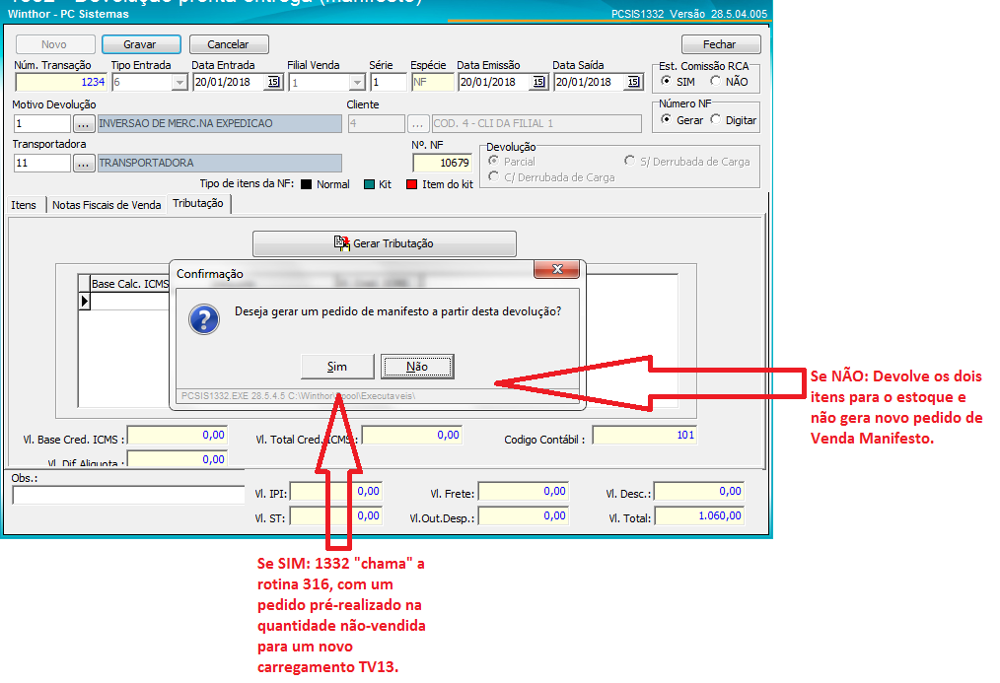 1332 - Devolução pronta entrega (manifesto)
Winthor - PC Sistemas PCSIS1332 Versão 28.5.04.005
Novo Gravar Cancelar Fechar
Núm. Transação Tipo Entrada Data Entrada Filial Venda Série Espécie Data Emissão Data Saída Est. Comissão RCA
1234 6 20/01/2018 15 1 1 NF 20/01/2018 15 20/01/2018 15 SIM NÃO
Motivo Devolução Cliente Número NF
1 ... INVERSAO DE MERC.NA EXPEDICAO 4 ... COD. 4 - CLI DA FILIAL 1 Gerar Digitar
Transportadora Nº. NF Devolução
11 ... TRANSPORTADORA 10679 Parcial S/ Derrubada de Carga
C/ Derrubada de Carga
Tipo de itens da NF: Normal Kit Item do kit
Itens Notas Fiscais de Venda Tributação
Gerar Tributação
Confirmação
Base Calc. ICMS
Deseja gerar um pedido de manifesto a partir desta devolução?
Sim Não
PCSIS1332.EXE 28.5.4.5 C:\Winthor\pool\Executaveis\
Se NÃO: Devolve os dois
itens para o estoque e
não gera novo pedido de
Venda Manifesto.
Vl. Base Cred. ICMS : 0,00 Vl. Total Cred. ICMS : 0,00 Codigo Contábil : 101
Vl. Dif. Aliquota : 0,00
Obs.:
Vl. IPI: 0,00 Vl. Frete: 0,00 Vl. Desc.: 0,00
Vl. ST: 0,00 Vl.Out.Desp.: 0,00 Vl. Total: 1.060,00
Se SIM: 1332 "chama" a
rotina 316, com um
pedido pré-realizado na
quantidade não-vendida
para um novo
carregamento TV13.